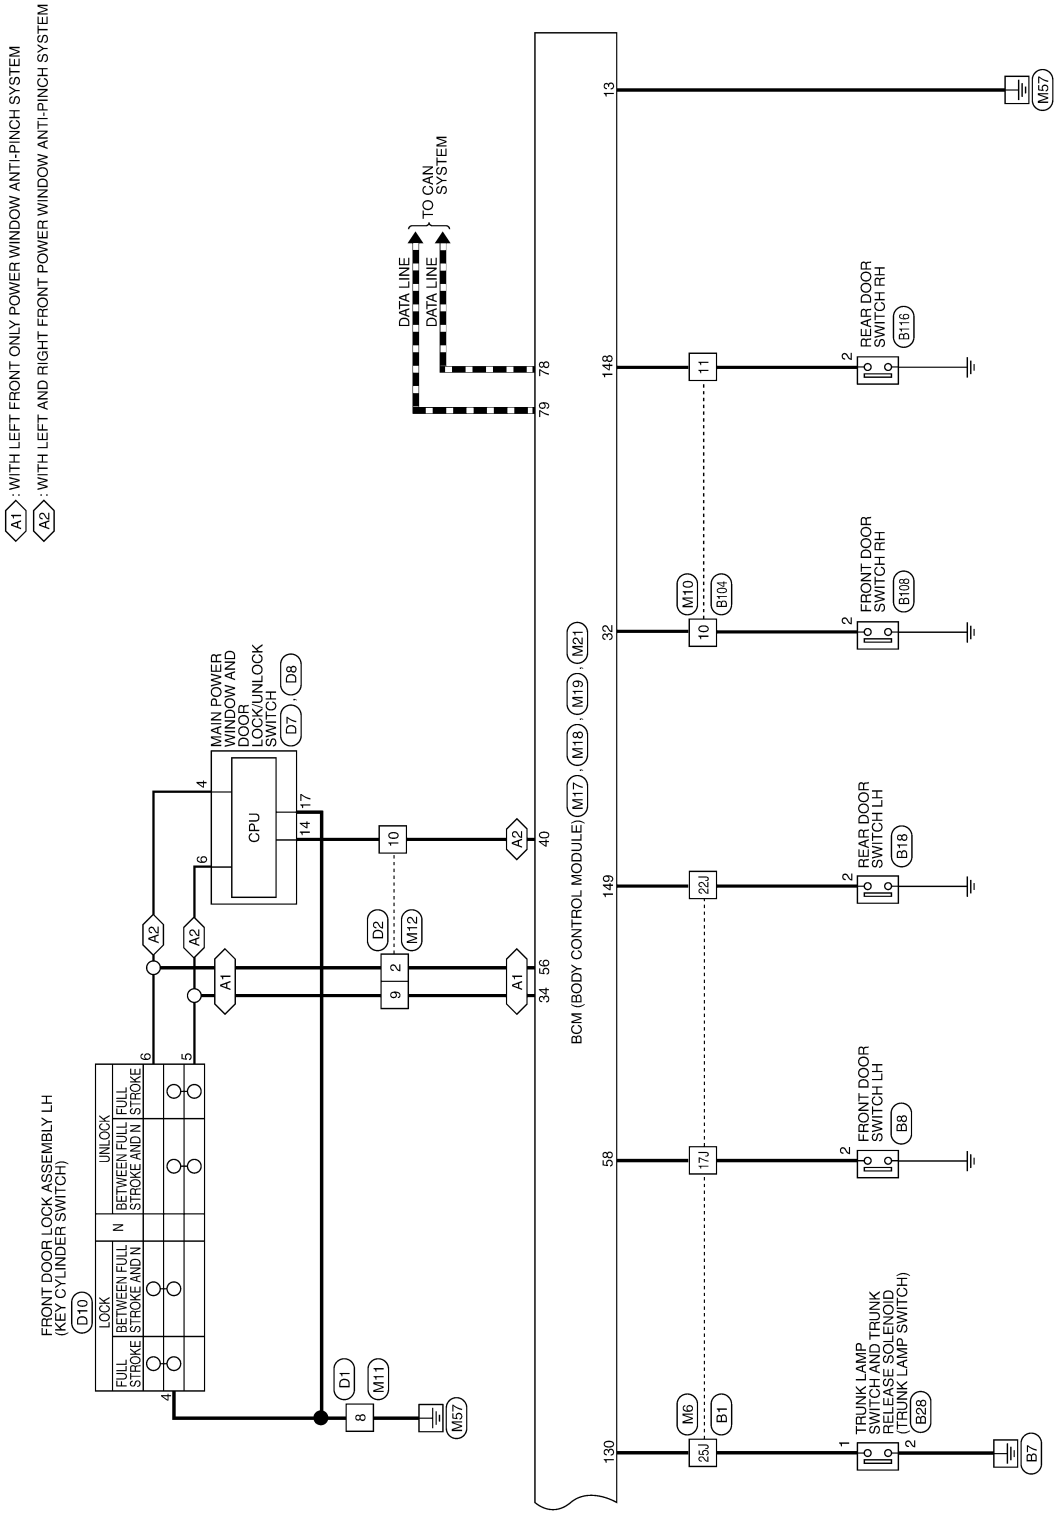 A1 : WITH LEFT FRONT ONLY POWER WINDOW ANTI-PINCH SYSTEM
A2 : WITH LEFT AND RIGHT FRONT POWER WINDOW ANTI-PINCH SYSTEM
FRONT DOOR LOCK ASSEMBLY LH
(KEY CYLINDER SWITCH)
D10
LOCK
N
UNLOCK
FULL
STROKE
BETWEEN FULL
STROKE AND N
BETWEEN FULL
STROKE AND N
FULL
STROKE
4
6
5
A2
A2
A1
6
4
MAIN POWER
WINDOW AND
DOOR
LOCK/UNLOCK
SWITCH
D7 , D8
CPU
14
17
D1
M11
8
M57
D2
M12
9
2
10
A1
A2
DATA LINE
DATA LINE
TO CAN
SYSTEM
34
56
40
79
78
BCM (BODY CONTROL MODULE) M17 , M18 , M19 , M21
130
58
149
32
148
13
M6
B1
25J
17J
22J
M10
B104
10
11
1
2
TRUNK LAMP
SWITCH AND TRUNK
RELEASE SOLENOID
(TRUNK LAMP SWITCH)
B28
B7
2
FRONT DOOR
SWITCH LH
B8
2
REAR DOOR
SWITCH LH
B18
2
FRONT DOOR
SWITCH RH
B108
2
REAR DOOR
SWITCH RH
B116
M57